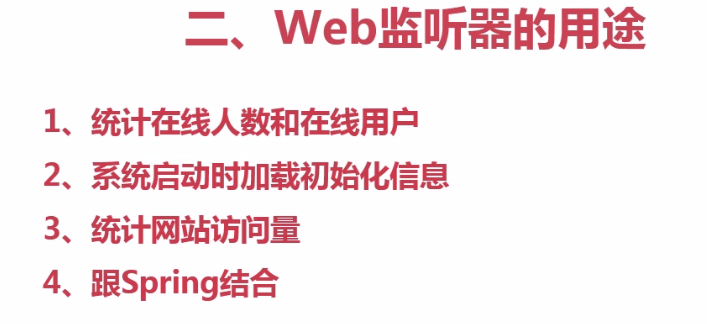 二、Web监听器的用途
1、统计在线人数和在线用户
2、系统启动时加载初始化信息
3、统计网站访问量
4、跟Spring结合